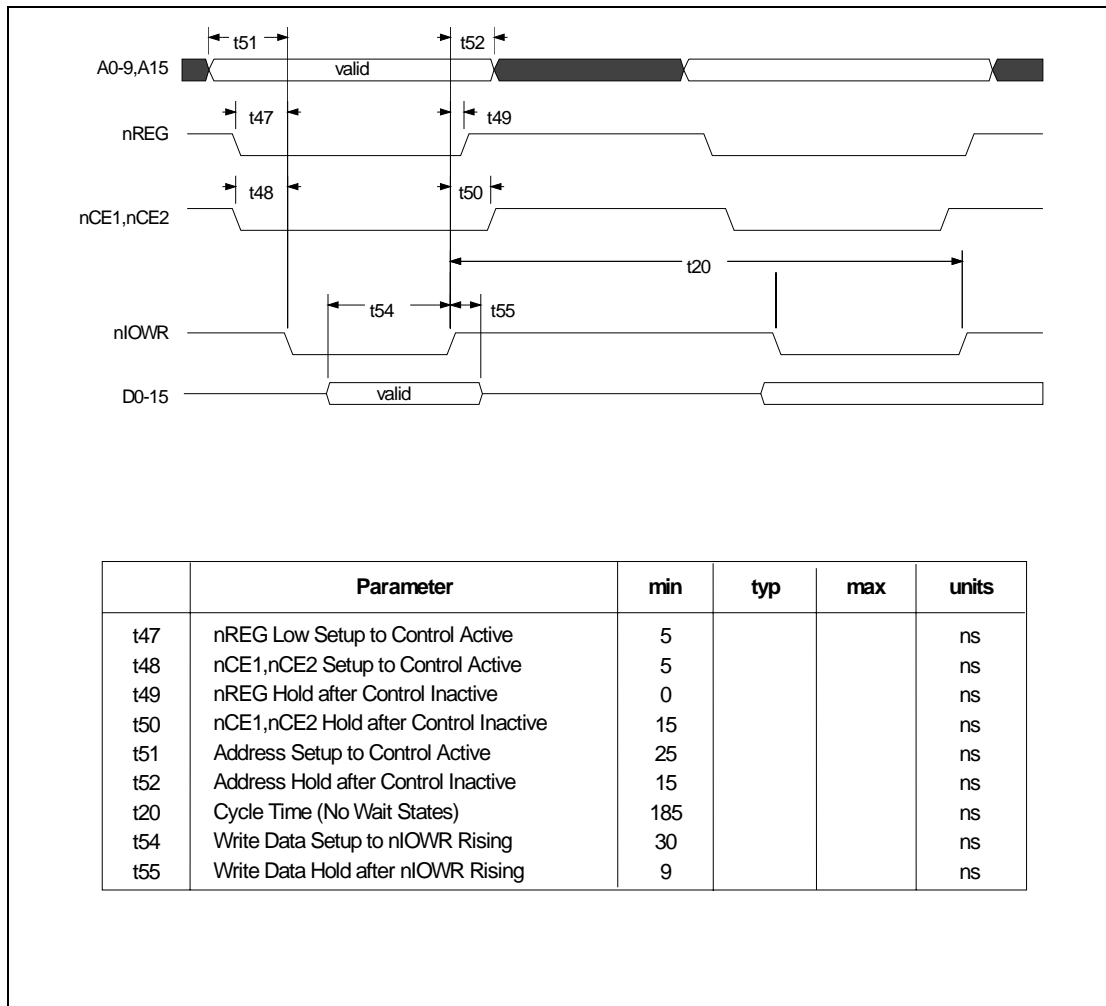 t51 t52
A0-9,A15 valid
t47 t49
nREG
t48 t50
nCE1,nCE2
t20
t54 t55
nIOWR
D0-15 valid
Parameter min typ max units
t47 nREG Low Setup to Control Active 5 ns
t48 nCE1,nCE2 Setup to Control Active 5 ns
t49 nREG Hold after Control Inactive 0 ns
t50 nCE1,nCE2 Hold after Control Inactive 15 ns
t51 Address Setup to Control Active 25 ns
t52 Address Hold after Control Inactive 15 ns
t20 Cycle Time (No Wait States) 185 ns
t54 Write Data Setup to nIOWR Rising 30 ns
t55 Write Data Hold after nIOWR Rising 9 ns